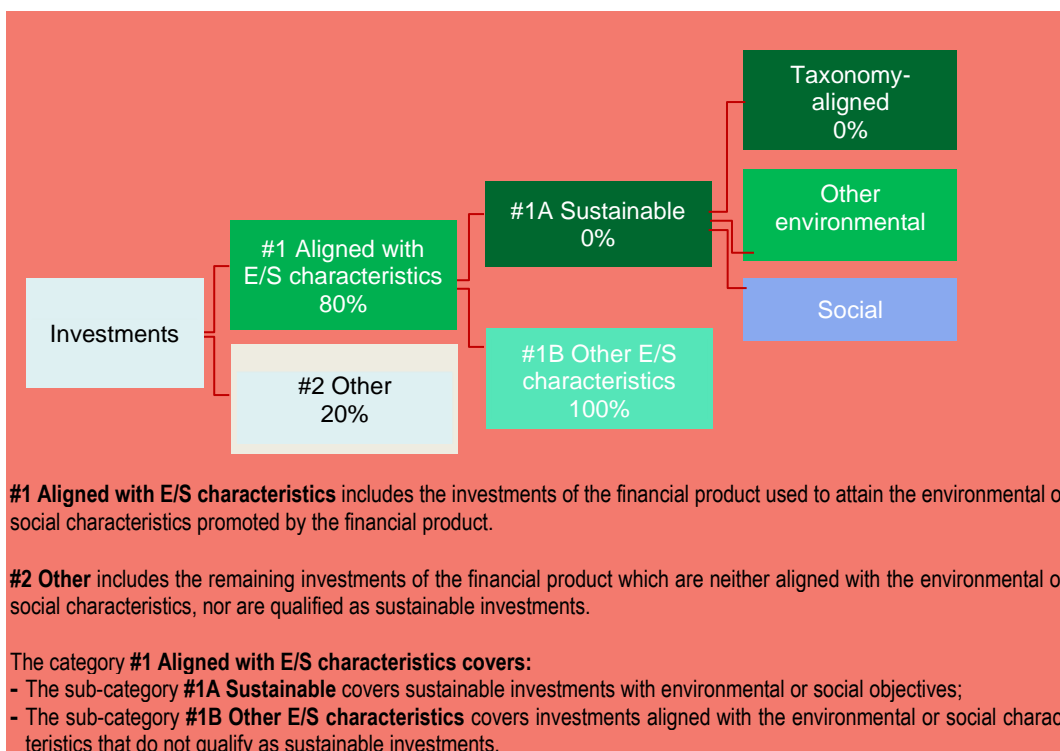 Taxonomy-
aligned
0%
Other
environmental
#1A Sustainable
0%
#1 Aligned with
E/S characteristics
80%
Social
Investments
#1B Other E/S
characteristics
100%
#2 Other
20%
#1 Aligned with E/S characteristics includes the investments of the financial product used to attain the environmental o
social characteristics promoted by the financial product.
#2 Other includes the remaining investments of the financial product which are neither aligned with the environmental o
social characteristics, nor are qualified as sustainable investments.
The category #1 Aligned with E/S characteristics covers:
- The sub-category #1A Sustainable covers sustainable investments with environmental or social objectives;
- The sub-category #1B Other E/S characteristics covers investments aligned with the environmental or social charac
teristics that do not qualify as sustainable investments.